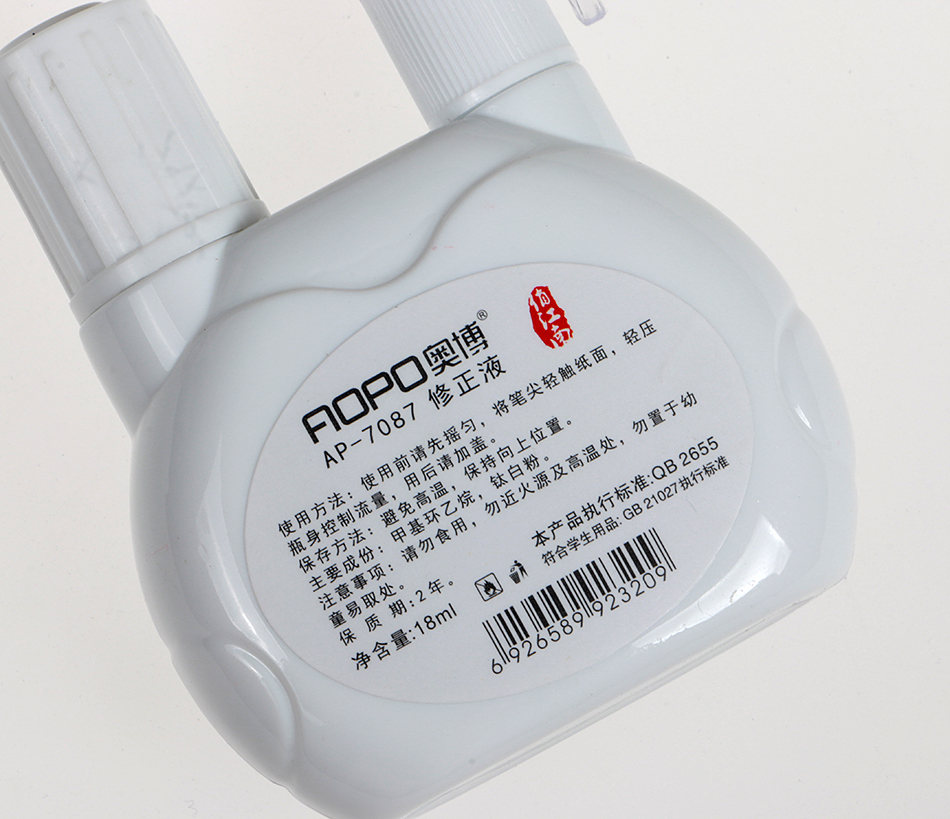 AOPO奥博®
俏江南
AP-7087 修正液
使用方法：使用前请先摇匀，将笔尖轻触纸面，轻压
瓶身控制流量，用后请加盖。
保存方法：避免高温，保持向上位置。
主要成份：甲基环乙烷，钛白粉。
注意事项：请勿食用，勿近火源及高温处，勿置于幼
童易取处。
保 质 期:2年。
净含量:18ml
本产品执行标准:QB 2655
符合学生用品: GB 21027执行标准
6 926589 923209